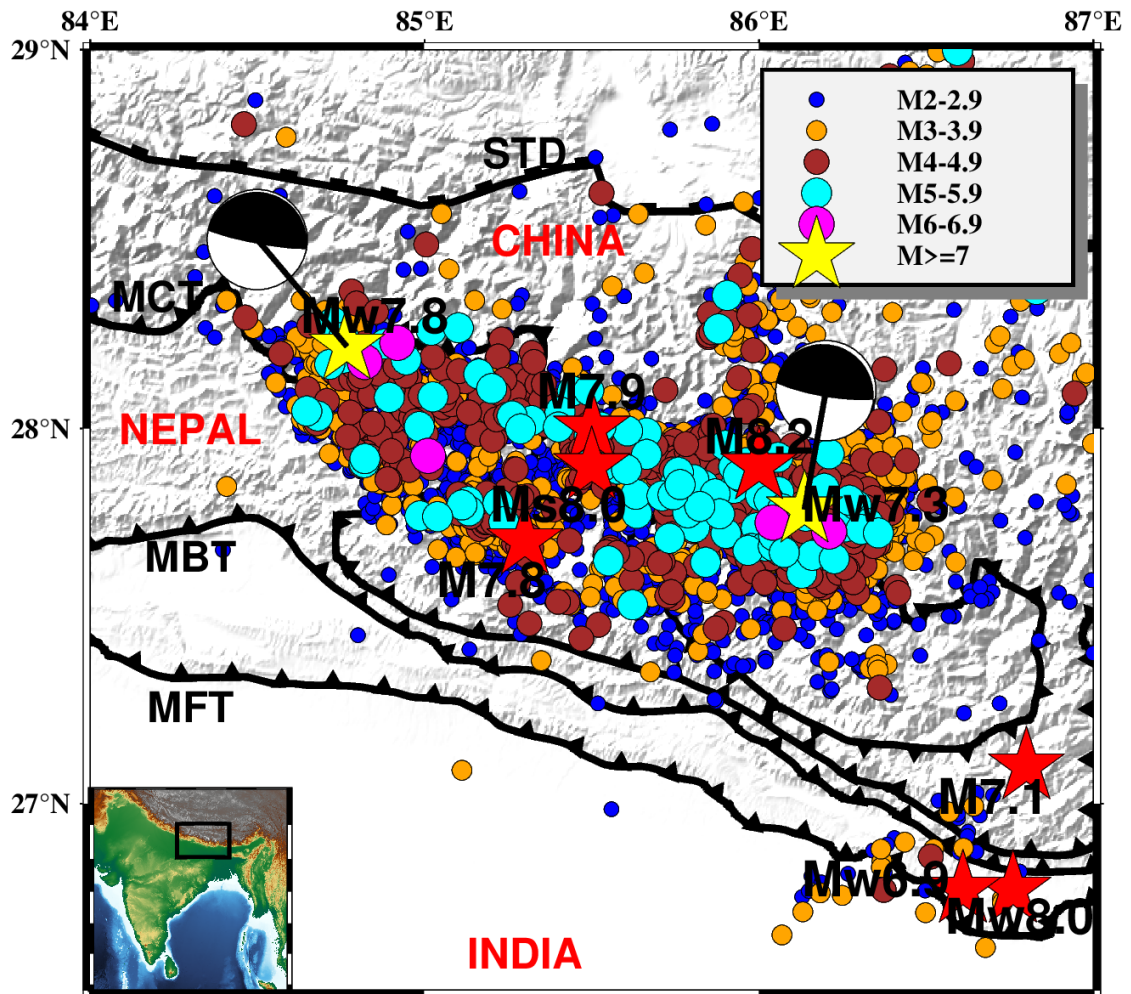 84°E 85°E 86°E 87°E
29°N
M2-2.9
M3-3.9
M4-4.9
M5-5.9
M6-6.9
M>=7
STD
CHINA
MCT
Mw7.8
M7.9
28°N
NEPAL
M8.2
Ms8.0
Mw7.3
MBT
M7.8
MFT
27°N
M7.1
Mw6.9
Mw8.0
INDIA